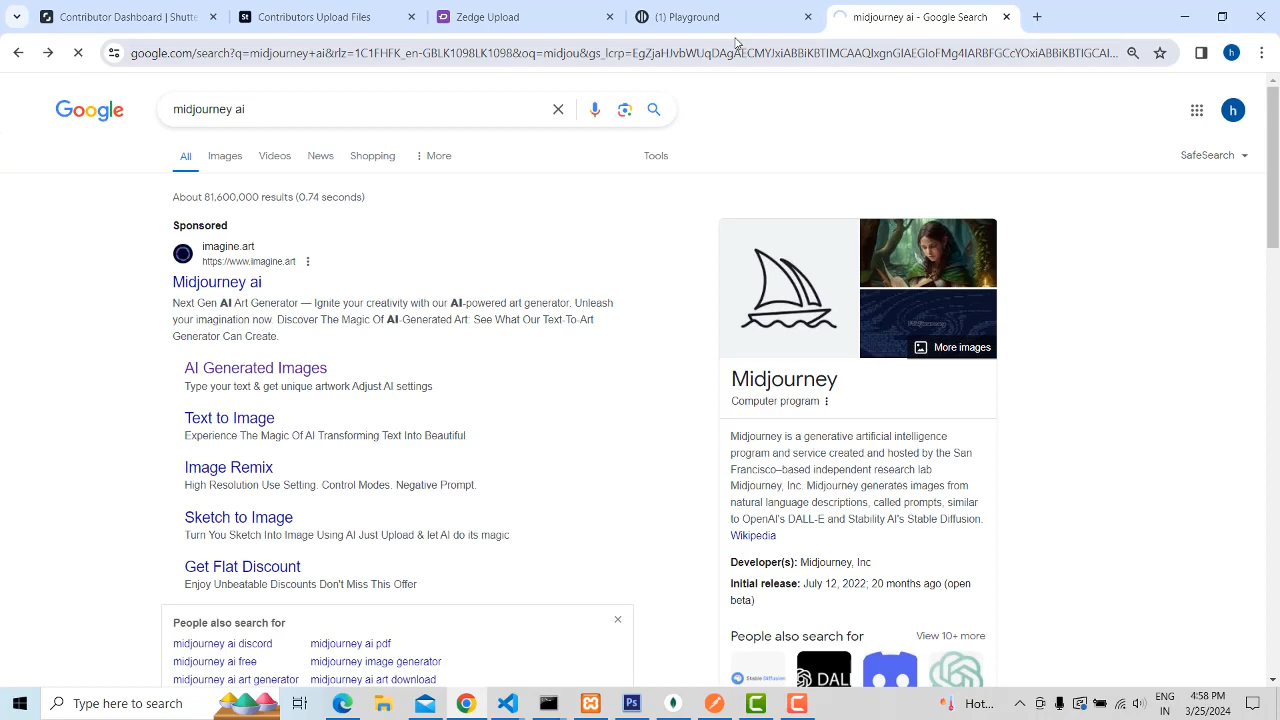 Contributor Dashboard | Shutte
Contributor Upload Files
Zedge Upload
(1) Playground
midjourney ai - Google Search
google.com/search?q=midjourney+ai&rlz=1C1FHFK_en-GBLK1098LK1098&oq=midjou&gs_lcrp=
h
Google
midjourney ai
h
All
Images
Videos
News
Shopping
More
Tools
SafeSearch
About 81,600,000 results (0.74 seconds)
Sponsored
imagine.art
https://www.imagine.art
Midjourney ai
Next Gen AI Art Generator — Ignite your creativity with our AI-powered art generator. Unleash
your imagination now. Discover The Magic Of AI-Generated Art: See What Our Text-To-Art
Generator Can Create.
AI Generated Images
Type your text & get unique artwork Adjust AI settings
Text to Image
Experience The Magic Of AI Transforming Text Into Beautiful
Image Remix
High Resolution Use Setting. Control Modes. Negative Prompt.
Sketch to Image
Turn You Sketch Into Image Using AI Just Upload & let AI do its magic
Get Flat Discount
Enjoy Unbeatable Discounts Don't Miss This Offer
People also search for
midjourney ai discord
midjourney ai pdf
midjourney ai free
midjourney image generator
midjourney ai art generator
midjourney ai art download
Midjourney
More images
Midjourney
Computer program
Midjourney is a generative artificial intelligence
program and service created and hosted by the San
Francisco–based independent research lab
Midjourney, Inc. Midjourney generates images from
natural language descriptions, called prompts, similar
to OpenAI's DALL-E and Stability AI's Stable Diffusion.
Wikipedia
Developer(s): Midjourney, Inc
Initial release: July 12, 2022; 20 months ago (open
beta)
People also search for
View 10+ more
Stable Diffusion
DALL
Type here to search
Ps
Hot...
ENG
IN
4:58 PM
3/25/2024